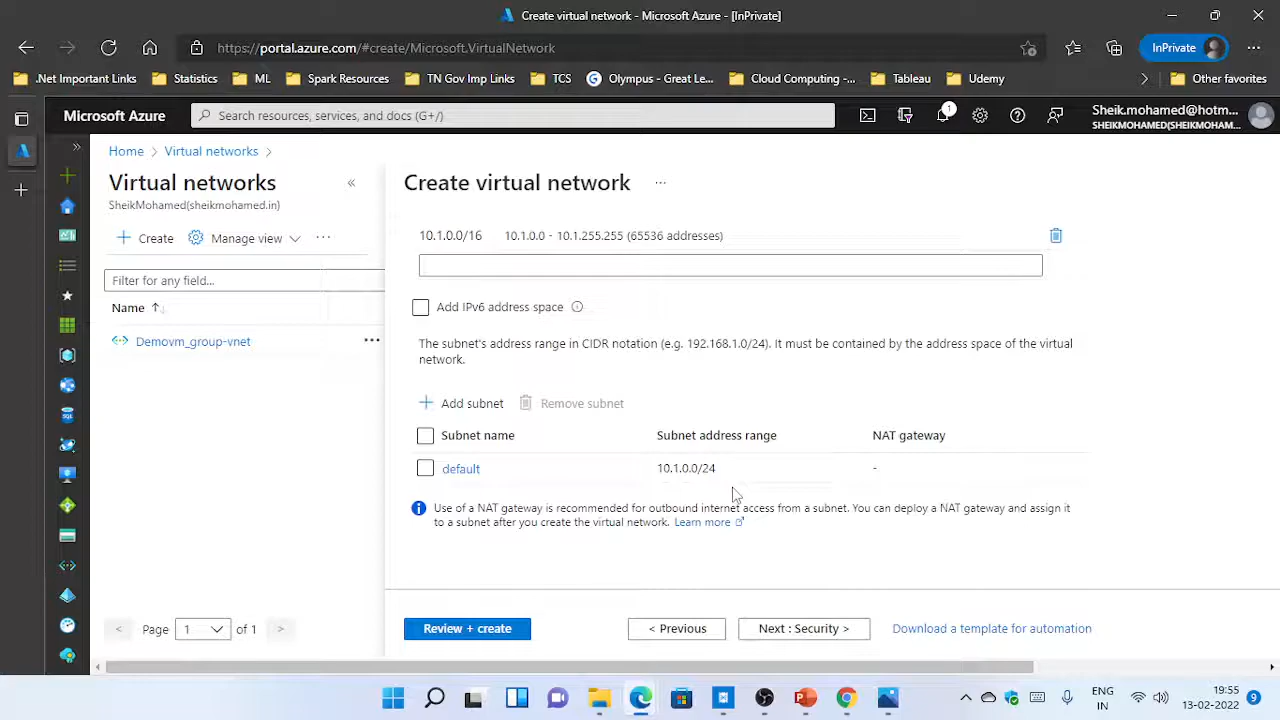 Create virtual network - Microsoft Azure - [InPrivate]
https://portal.azure.com/#create/Microsoft.VirtualNetwork
InPrivate
.Net Important Links
Statistics
ML
Spark Resources
TN Gov Imp Links
TCS
Olympus - Great Le...
Cloud Computing -...
Tableau
Udemy
Other favorites
Microsoft Azure
Search resources, services, and docs (G+/)
1
Sheik.mohamed@hotm...
SHEIKMOHAMED(SHEIKMOHAM...
Home > Virtual networks >
Virtual networks
SheikMohamed(sheikmohamed.in)
Create
Manage view
Filter for any field...
Name
Demovm_group-vnet
Page 1 of 1
Create virtual network
10.1.0.0/16
10.1.0.0 - 10.1.255.255 (65536 addresses)
Add IPv6 address space
The subnet's address range in CIDR notation (e.g. 192.168.1.0/24). It must be contained by the address space of the virtual
network.
Add subnet
Remove subnet
Subnet name
Subnet address range
NAT gateway
default
10.1.0.0/24
-
Use of a NAT gateway is recommended for outbound internet access from a subnet. You can deploy a NAT gateway and assign it
to a subnet after you create the virtual network. Learn more
Review + create
< Previous
Next : Security >
Download a template for automation
SQL
ENG
IN
19:55
13-02-2022
9